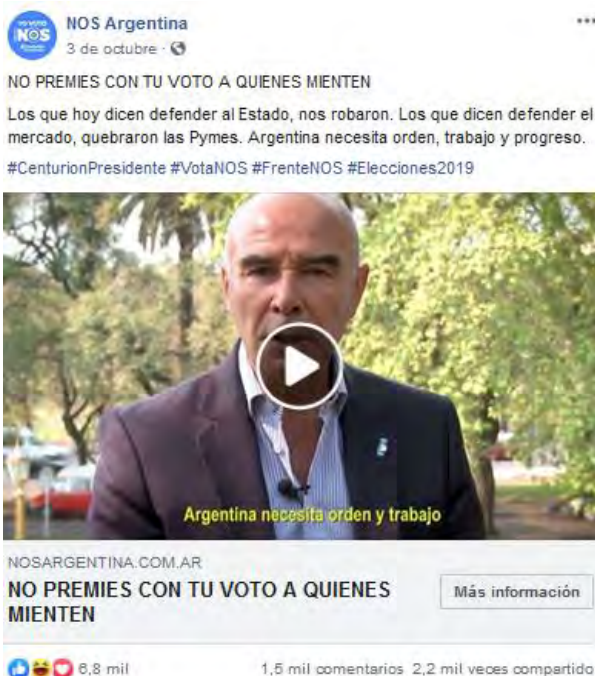 NOS Argentina
3 de octubre ·
YO VOTO
NOS
NO PREMIES CON TU VOTO A QUIENES MIENTEN
Los que hoy dicen defender al Estado, nos robaron. Los que dicen defender el
mercado, quebraron las Pymes. Argentina necesita orden, trabajo y progreso.
#CenturionPresidente #VotaNOS #FrenteNOS #Elecciones2019
Argentina necesita orden y trabajo
NOSARGENTINA.COM.AR
NO PREMIES CON TU VOTO A QUIENES
MIENTEN
Más información
6,8 mil
1,5 mil comentarios 2,2 mil veces compartido